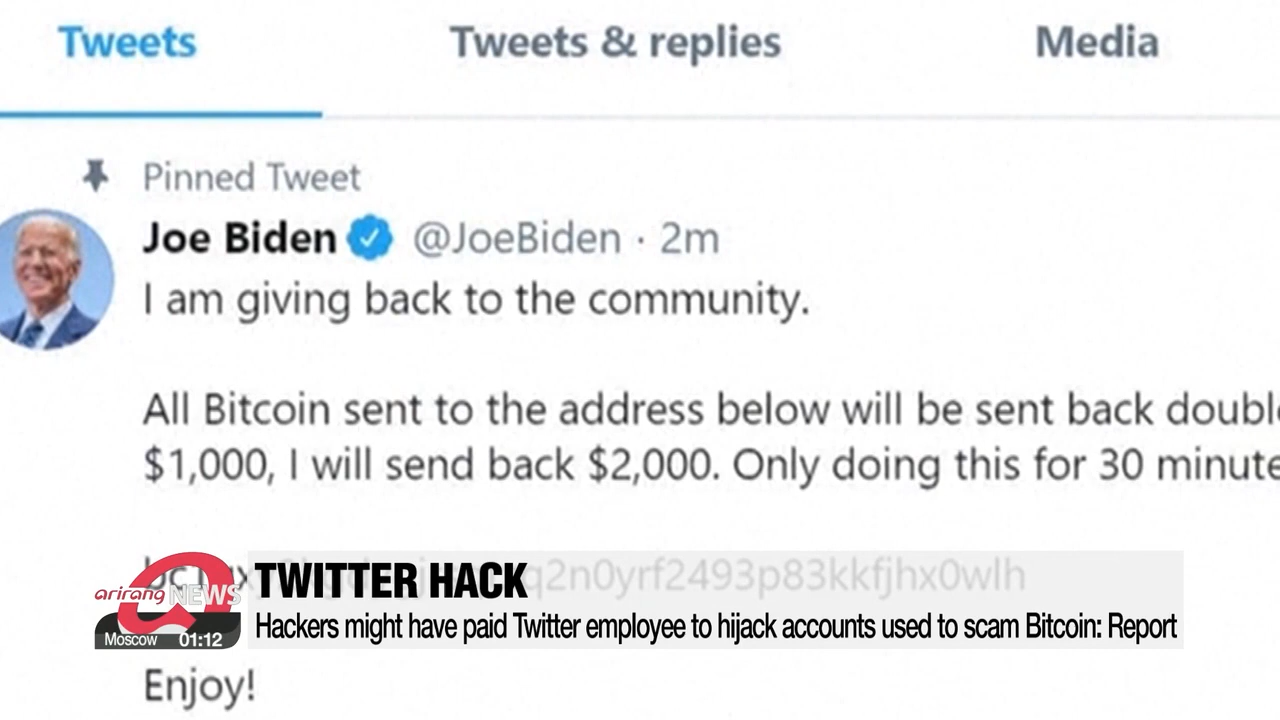 Tweets
Tweets & replies
Media
Pinned Tweet
Joe Biden @JoeBiden · 2m
I am giving back to the community.
All Bitcoin sent to the address below will be sent back
$1,000, I will send back $2,000. Only doing this for 30
q2n0yrf2493p83kkfjhx0wlh
arirang NEWS
TWITTER HACK
Hackers might have paid Twitter employee to hijack accounts used to scam Bitcoin: Report
Moscow 01:12
Enjoy!